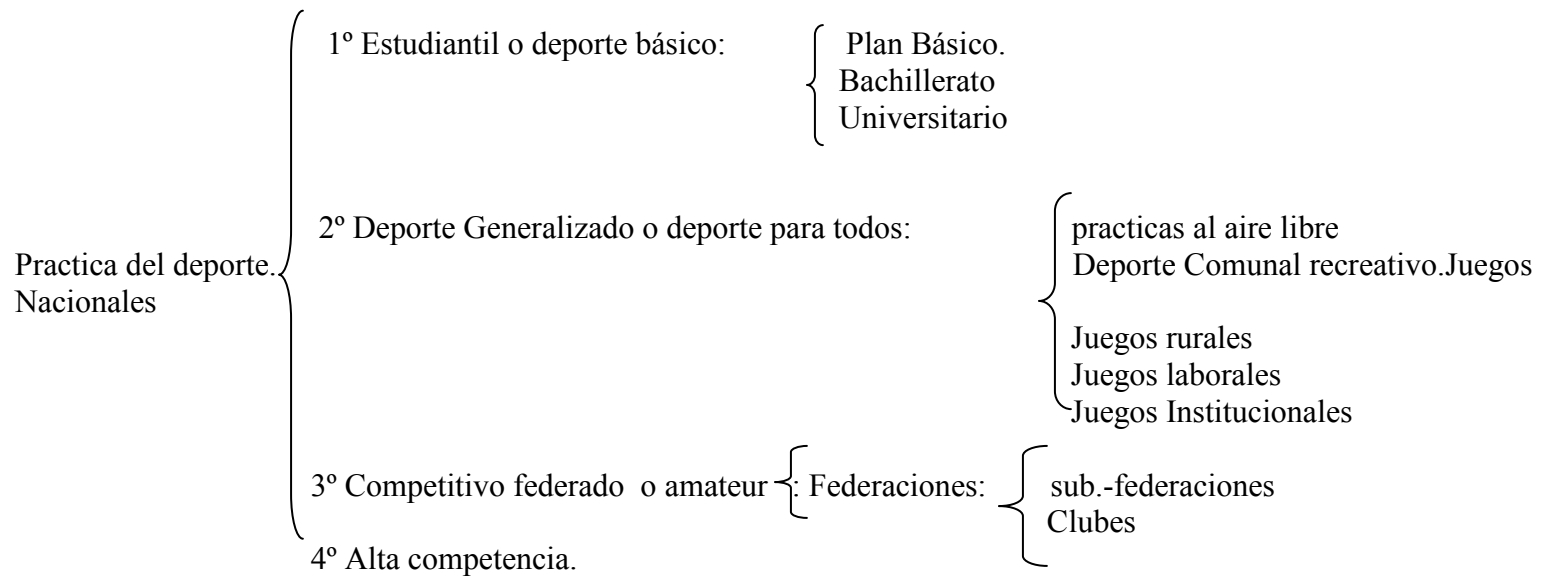 1º Estudiantil o deporte básico:
Plan Básico.
Bachillerato
Universitario
Practica del deporte.
Nacionales
2º Deporte Generalizado o deporte para todos:
practicas al aire libre
Deporte Comunal recreativo.Juegos
Juegos rurales
Juegos laborales
Juegos Institucionales
3º Competitivo federado o amateur : Federaciones:
sub.-federaciones
Clubes
4º Alta competencia.